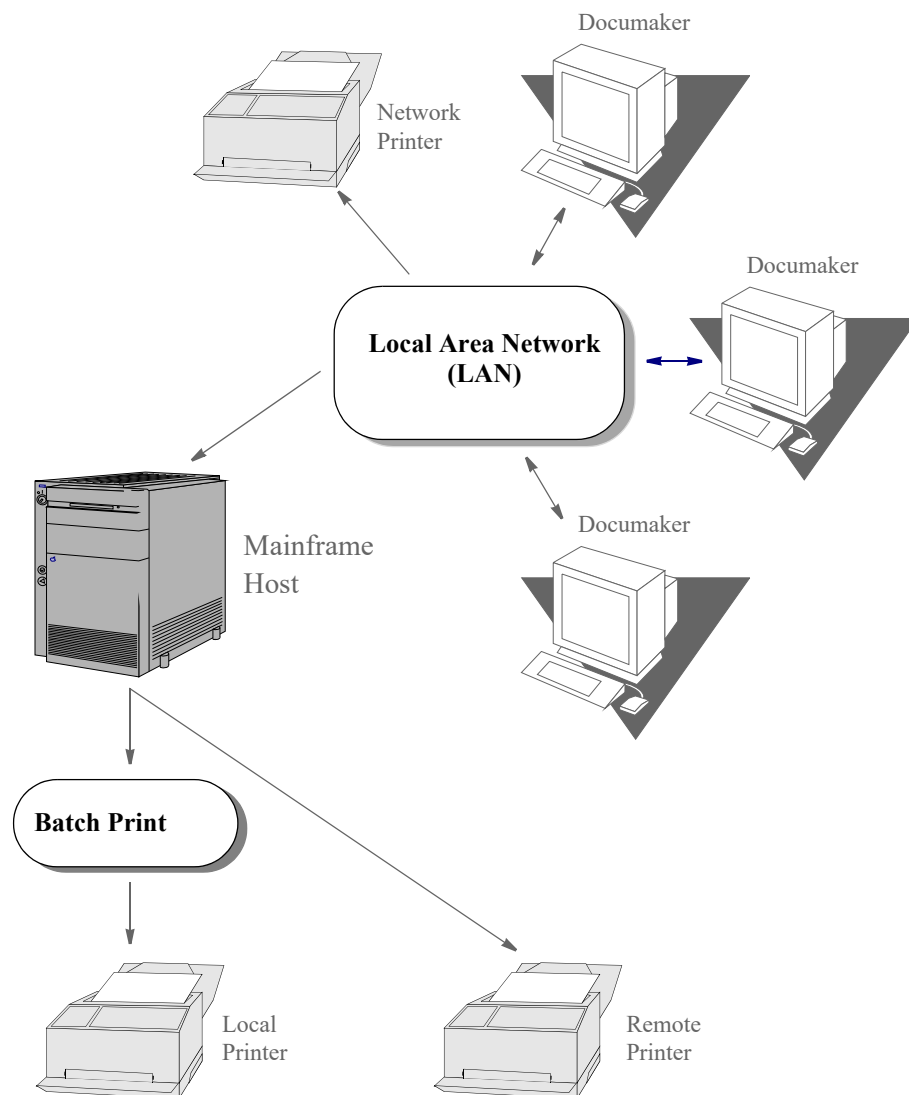 Documaker
Network
Printer
Documaker
Local Area Network
(LAN)
Documaker
Mainframe
Host
Batch Print
Local
Printer
Remote
Printer